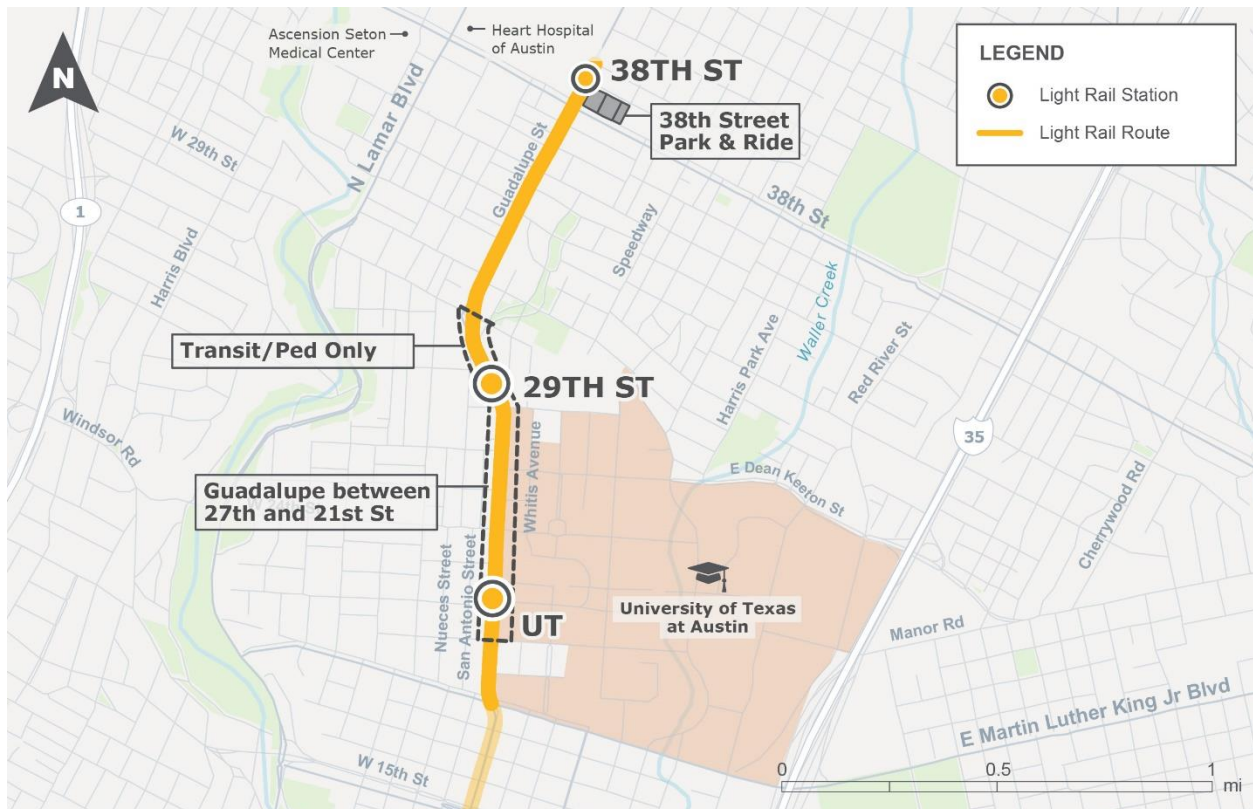 Ascension Seton
Medical Center
Heart Hospital
of Austin
N
38TH ST
LEGEND
Light Rail Station
Light Rail Route
38th Street
Park & Ride
N Lamar Blvd
W 29th St
Guadalupe St
38th St
1
Harris Blvd
Speedway
Waller Creek
Transit/Ped Only
Harris Park Ave
Red River St
29TH ST
35
Windsor Rd
Whitis Avenue
E Dean Keeton St
Cherrywood Rd
Guadalupe between
27th and 21st St
Nueces Street
San Antonio Street
University of Texas
at Austin
UT
Manor Rd
E Martin Luther King Jr Blvd
W 15th St
0
0.5
1
mi